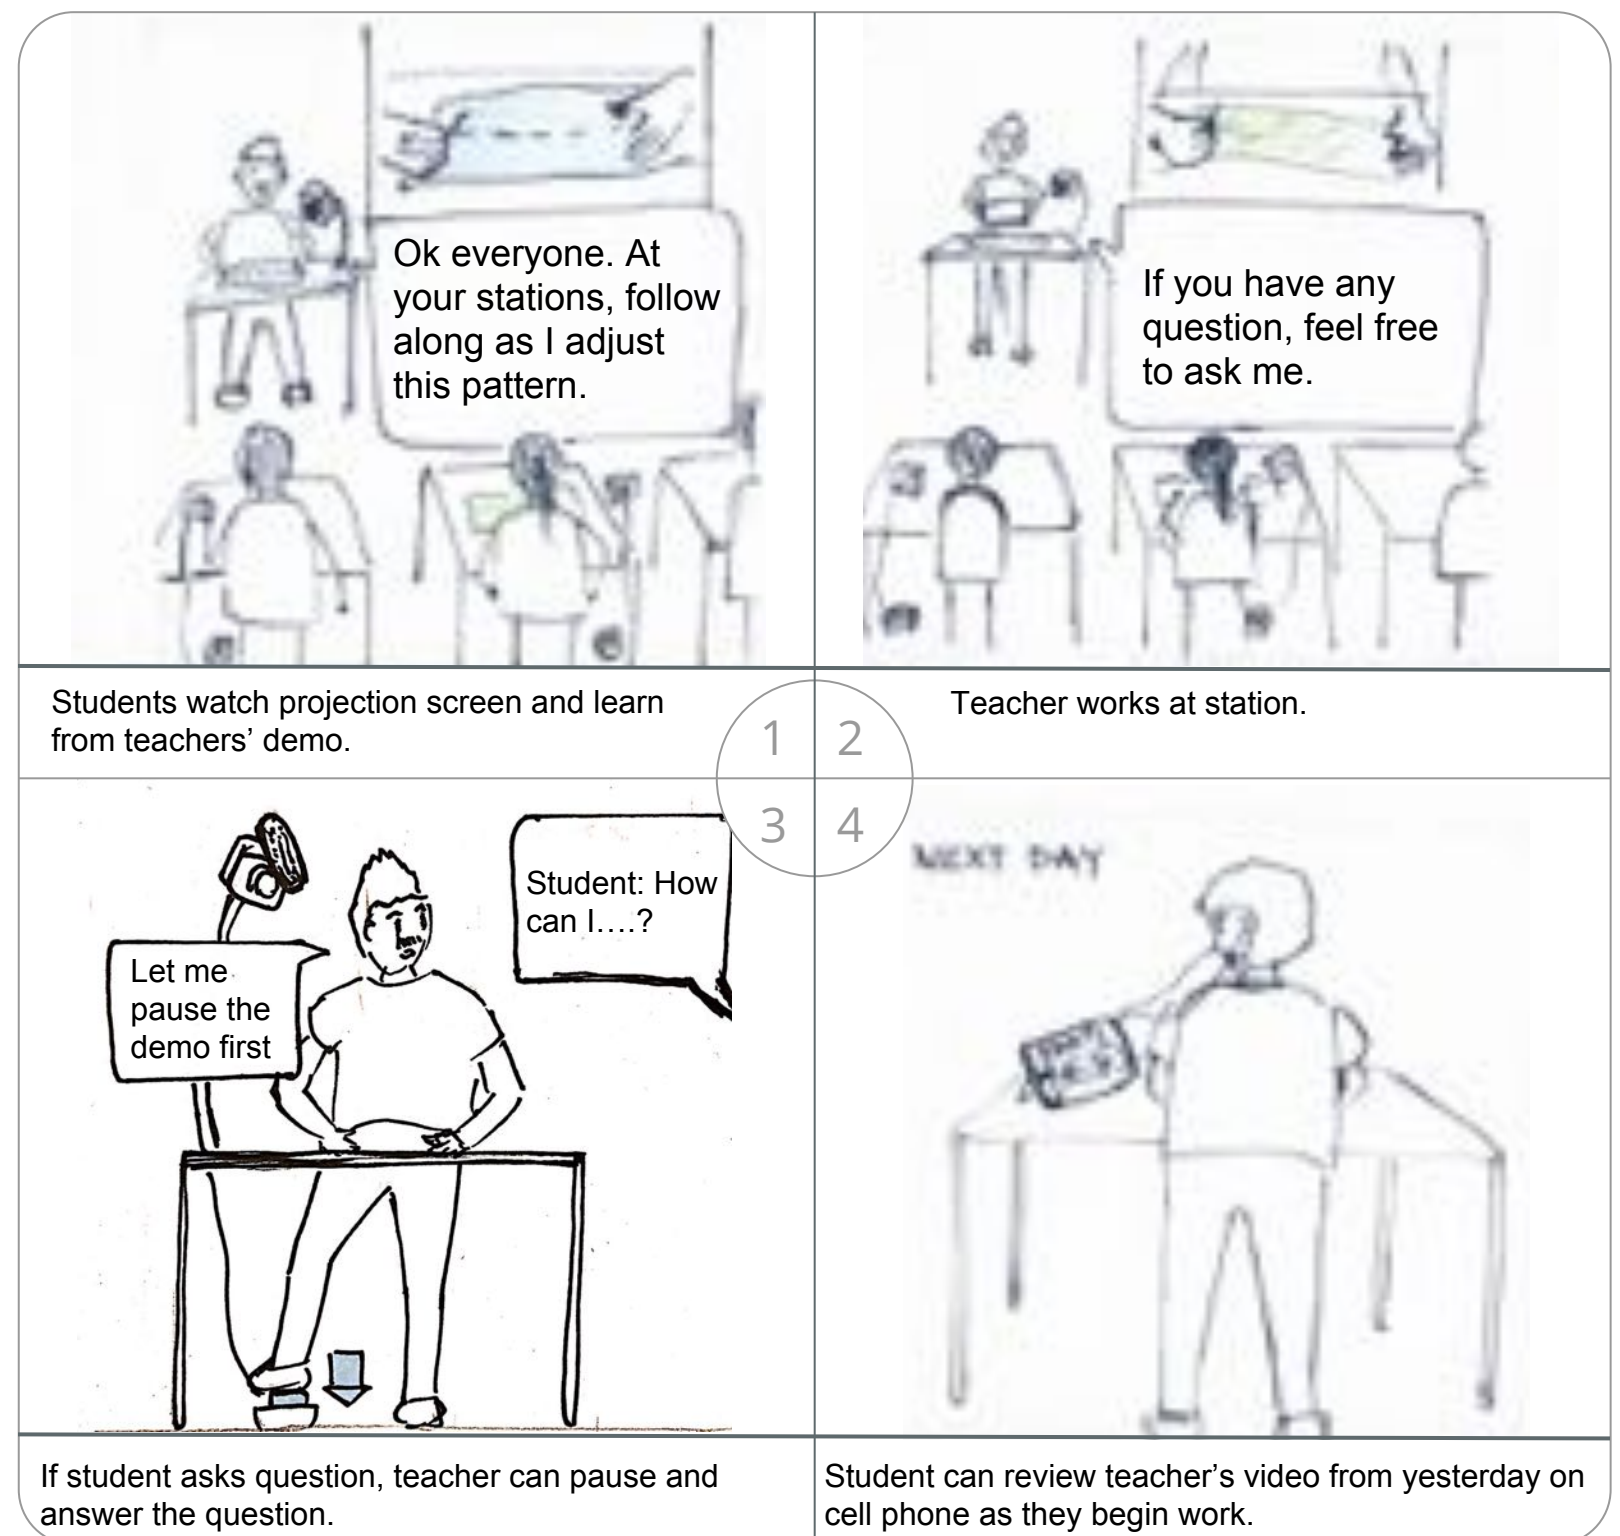 Ok everyone. At
your stations, follow
along as I adjust
this pattern.
If you have any
question, feel free
to ask me.
Students watch projection screen and learn
from teachers’ demo.
Teacher works at station.
1
2
3
4
Let me
pause the
demo first
Student: How
can I….?
NEXT DAY
If student asks question, teacher can pause and
answer the question.
Student can review teacher’s video from yesterday on
cell phone as they begin work.